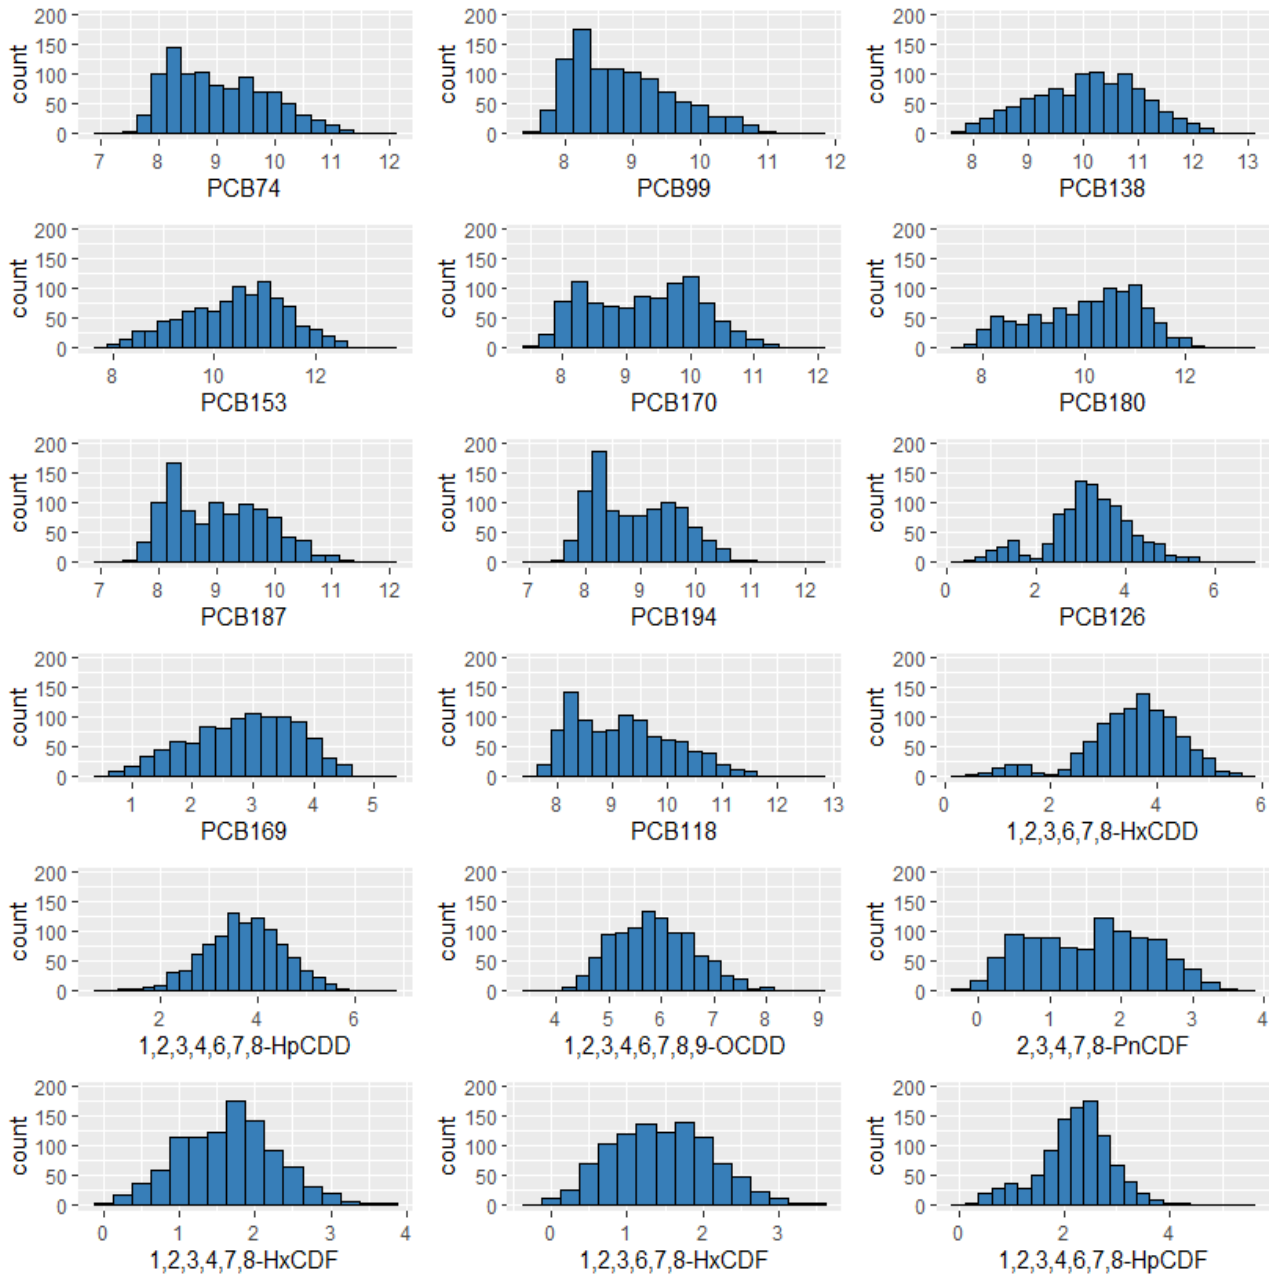 200 200 200
150 150 150
100 100 100
50 50 50
0 0 0
count count count
7 8 9 10 11 12 8 9 10 11 12 8 9 10 11 12 13
PCB74 PCB99 PCB138
200 200 200
150 150 150
100 100 100
50 50 50
0 0 0
count count count
8 10 12 8 9 10 11 12 8 10 12
PCB153 PCB170 PCB180
200 200 200
150 150 150
100 100 100
50 50 50
0 0 0
count count count
7 8 9 10 11 12 7 8 9 10 11 12 0 2 4 6
PCB187 PCB194 PCB126
200 200 200
150 150 150
100 100 100
50 50 50
0 0 0
count count count
1 2 3 4 5 8 9 10 11 12 13 0 2 4 6
PCB169 PCB118 1,2,3,6,7,8-HxCDD
200 200 200
150 150 150
100 100 100
50 50 50
0 0 0
count count count
2 4 6 4 5 6 7 8 9 0 1 2 3 4
1,2,3,4,6,7,8-HpCDD 1,2,3,4,6,7,8,9-OCDD 2,3,4,7,8-PnCDF
200 200 200
150 150 150
100 100 100
50 50 50
0 0 0
count count count
0 1 2 3 4 0 1 2 3 0 2 4
1,2,3,4,7,8-HxCDF 1,2,3,6,7,8-HxCDF 1,2,3,4,6,7,8-HpCDF